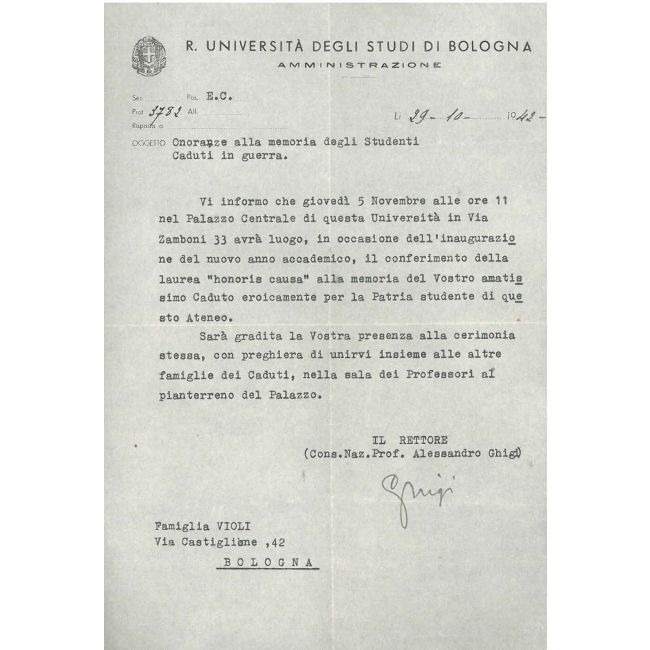 R. UNIVERSITÀ DEGLI STUDI DI BOLOGNA
AMMINISTRAZIONE
Sez. Pos. E.C.
Prot. 3782 All.
Risposta a
Li 29-10- 1942-
OGGETTO Onoranze alla memoria degli Studenti
Caduti in guerra.
Vi informo che giovedì 5 Novembre alle ore 11
nel Palazzo Centrale di questa Università in Via
Zamboni 33 avrà luogo, in occasione dell'inaugurazio
ne del nuovo anno accademico, il conferimento della
laurea "honoris causa" alla memoria del Vostro amatis
simo Caduto eroicamente per la Patria studente di que
sto Ateneo.
Sarà gradita la Vostra presenza alla cerimonia
stessa, con preghiera di unirvi insieme alle altre
famiglie dei Caduti, nella sala dei Professori al
pianterreno del Palazzo.
IL RETTORE
(Cons.Naz.Prof. Alessandro Ghigi)
Ghigi
Famiglia VIOLI
Via Castiglione ,42
BOLOGNA